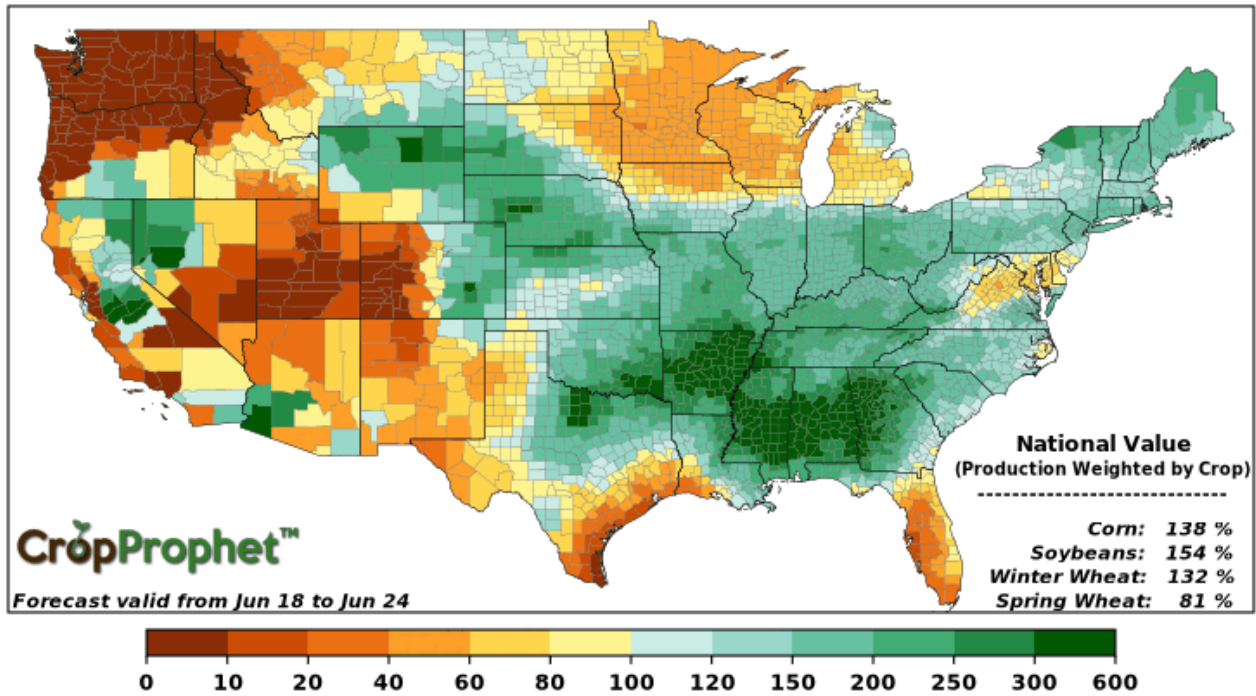 National Value
(Production Weighted by Crop)
-----------------------------
Corn: 138 %
Soybeans: 154 %
Winter Wheat: 132 %
Spring Wheat: 81 %
CropProphet™
Forecast valid from Jun 18 to Jun 24
0 10 20 40 60 80 100 120 150 200 250 300 600